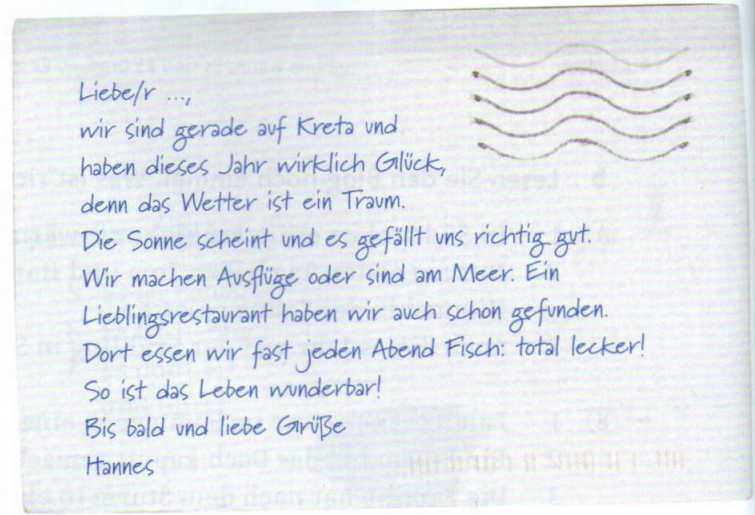 Liebe/r ...,
wir sind gerade auf Kreta und
haben dieses Jahr wirklich Glück,
denn das Wetter ist ein Traum.
Die Sonne scheint und es gefällt uns richtig gut.
Wir machen Ausflüge oder sind am Meer. Ein
Lieblingsrestaurant haben wir auch schon gefunden.
Dort essen wir fast jeden Abend Fisch: total lecker!
So ist das Leben wunderbar!
Bis bald und liebe Grüße
Hannes